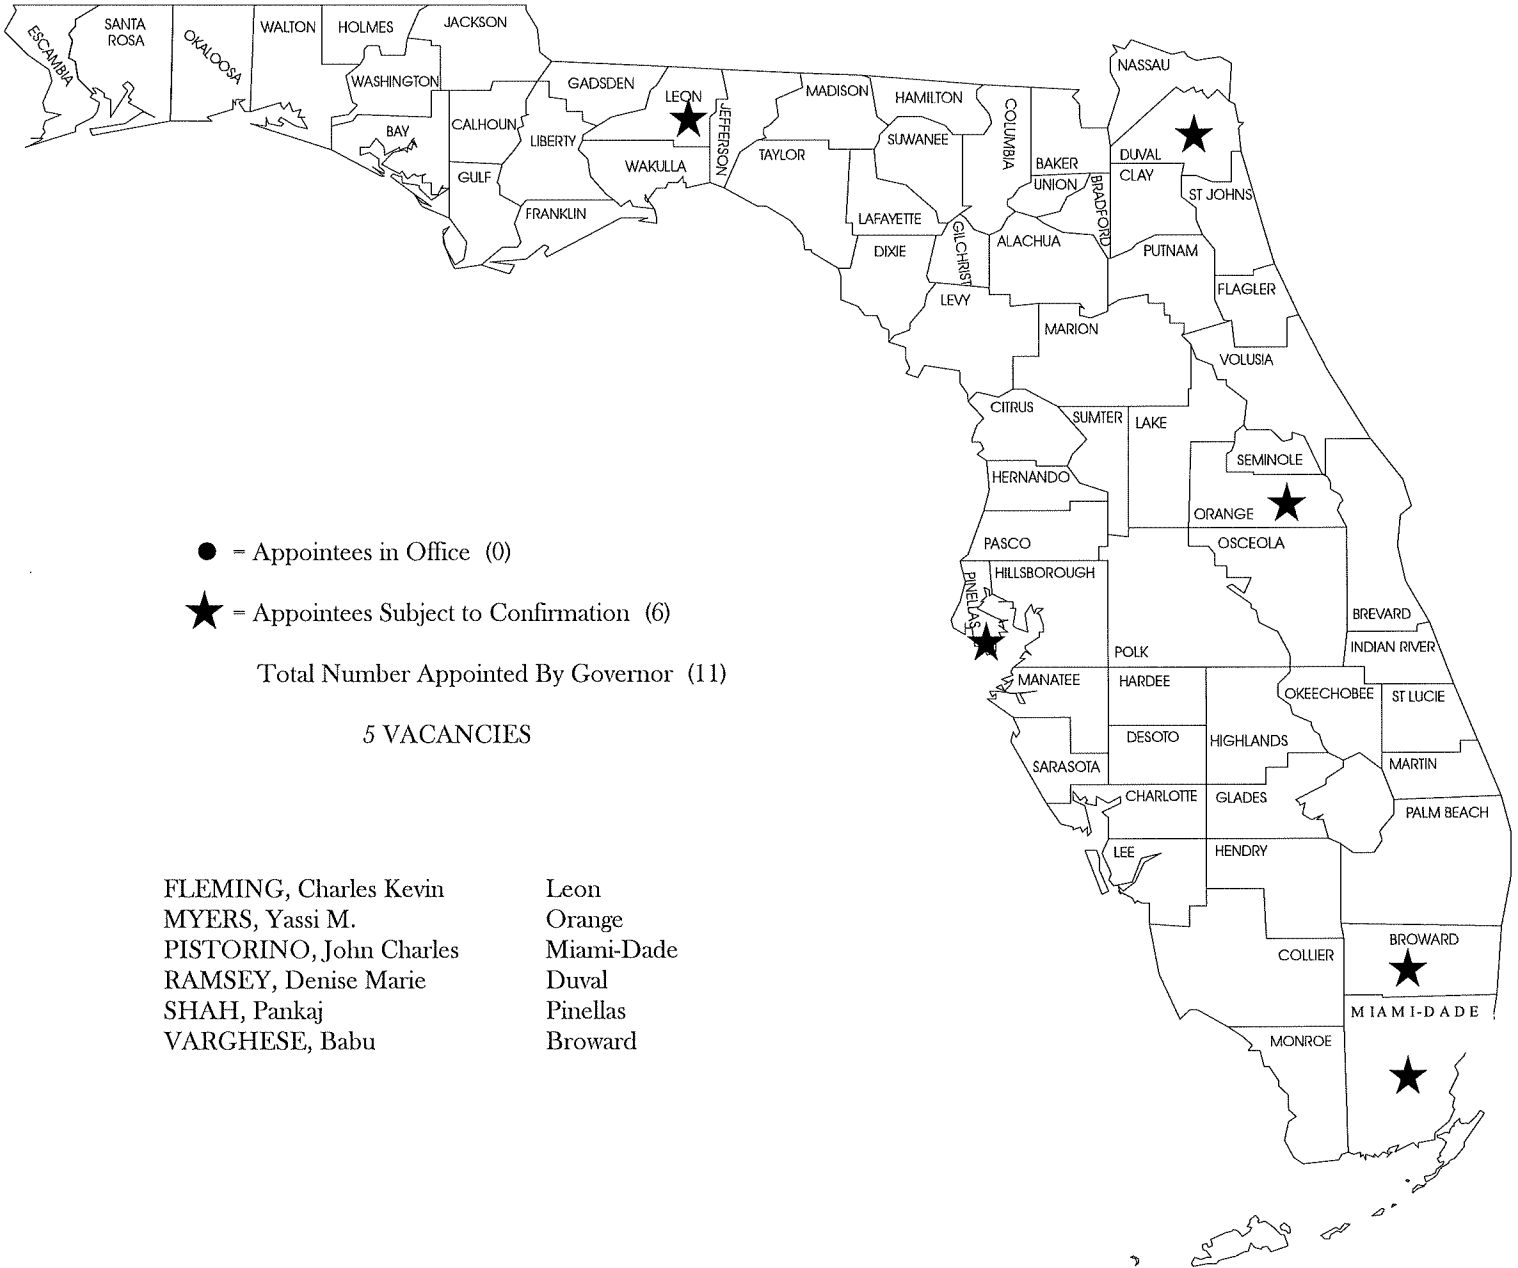 ESCAMBIA
SANTA
ROSA
OKALOOSA
WALTON
HOLMES
JACKSON
WASHINGTON
BAY
CALHOUN
GULF
GADSDEN
LIBERTY
FRANKLIN
LEON
WAKULLA
JEFFERSON
MADISON
TAYLOR
HAMILTON
SUWANEE
LAFAYETTE
DIXIE
COLUMBIA
GILCHRIST
LEVY
BAKER
UNION
BRADFORD
ALACHUA
NASSAU
DUVAL
CLAY
ST JOHNS
PUTNAM
FLAGLER
MARION
VOLUSIA
CITRUS
SUMTER
LAKE
SEMINOLE
HERNANDO
ORANGE
PASCO
OSCEOLA
PINELLAS
HILLSBOROUGH
POLK
BREVARD
INDIAN RIVER
MANATEE
HARDEE
OKEECHOBEE
ST LUCIE
DESOTO
HIGHLANDS
SARASOTA
MARTIN
CHARLOTTE
GLADES
PALM BEACH
LEE
HENDRY
BROWARD
COLLIER
MIAMI-DADE
MONROE
= Appointees in Office (0)
= Appointees Subject to Confirmation (6)
Total Number Appointed By Governor (11)
5 VACANCIES
FLEMING, Charles Kevin Leon
MYERS, Yassi M. Orange
PISTORINO, John Charles Miami-Dade
RAMSEY, Denise Marie Duval
SHAH, Pankaj Pinellas
VARGHESE, Babu Broward